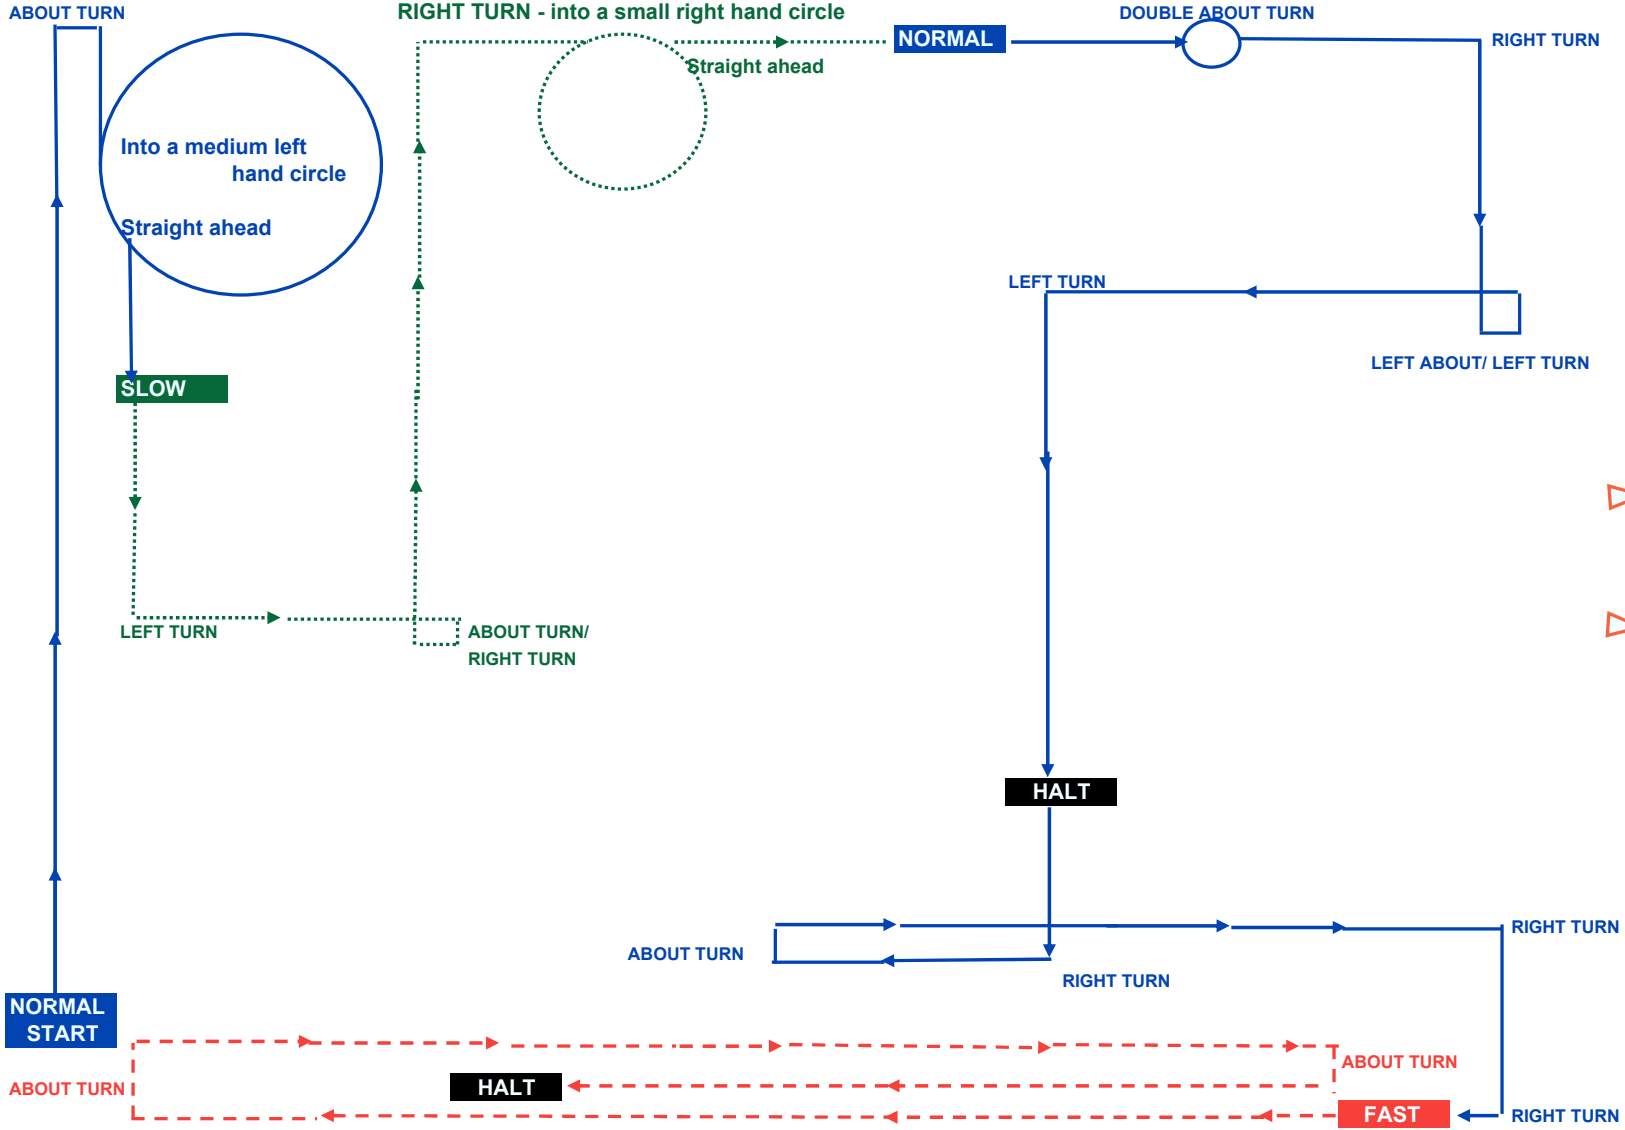 ABOUT TURN
RIGHT TURN - into a small right hand circle
DOUBLE ABOUT TURN
NORMAL
RIGHT TURN
Straight ahead
Into a medium left
hand circle
Straight ahead
LEFT TURN
LEFT ABOUT/ LEFT TURN
SLOW
LEFT TURN
ABOUT TURN/
RIGHT TURN
HALT
RIGHT TURN
ABOUT TURN
RIGHT TURN
NORMAL
START
ABOUT TURN
ABOUT TURN
HALT
FAST
RIGHT TURN